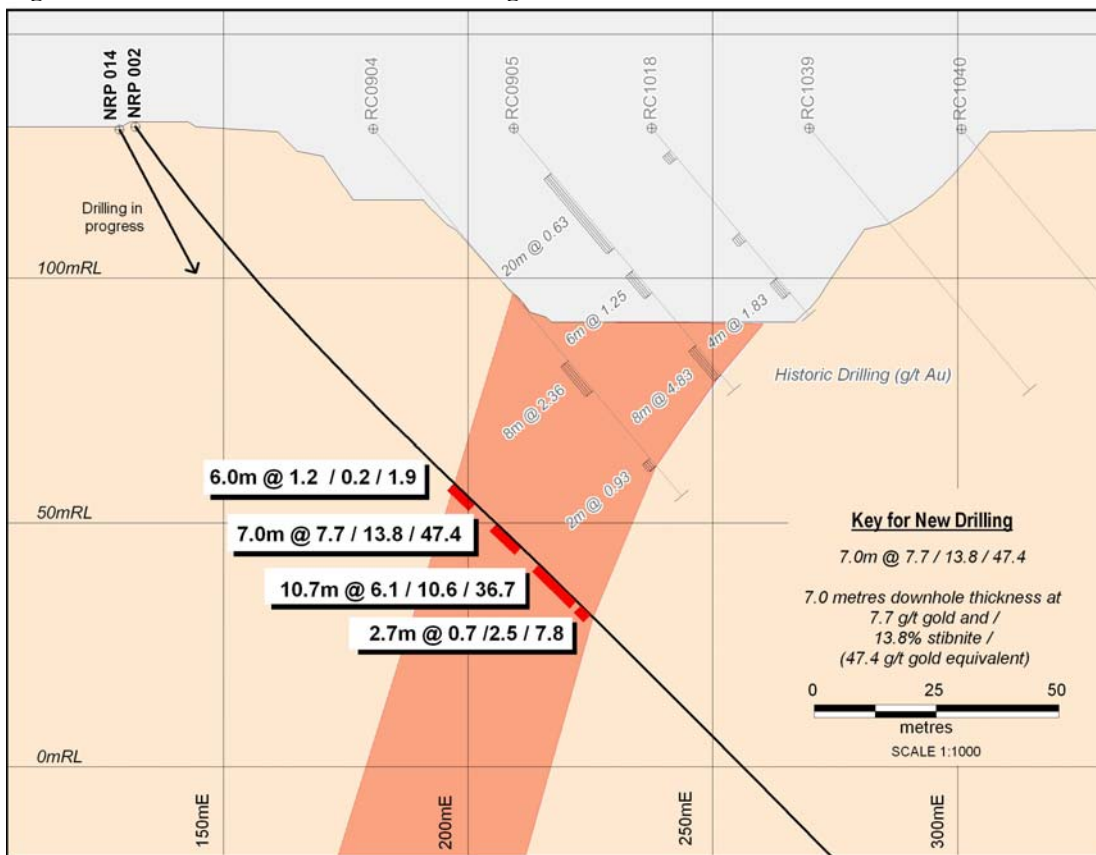 NRP 014
NRP 002
RC0904
RC0905
RC1018
RC1039
RC1040
Drilling in
progress
100mRL
20m @ 0.63
6m @ 1.25
4m @ 1.83
8m @ 2.36
8m @ 4.83
2m @ 0.93
Historic Drilling (g/t Au)
6.0m @ 1.2 / 0.2 / 1.9
50mRL
7.0m @ 7.7 / 13.8 / 47.4
10.7m @ 6.1 / 10.6 / 36.7
2.7m @ 0.7 /2.5 / 7.8
Key for New Drilling
7.0m @ 7.7 / 13.8 / 47.4
7.0 metres downhole thickness at
7.7 g/t gold and /
13.8% stibnite /
(47.4 g/t gold equivalent)
0 25 50
metres
SCALE 1:1000
0mRL
150mE
200mE
250mE
300mE